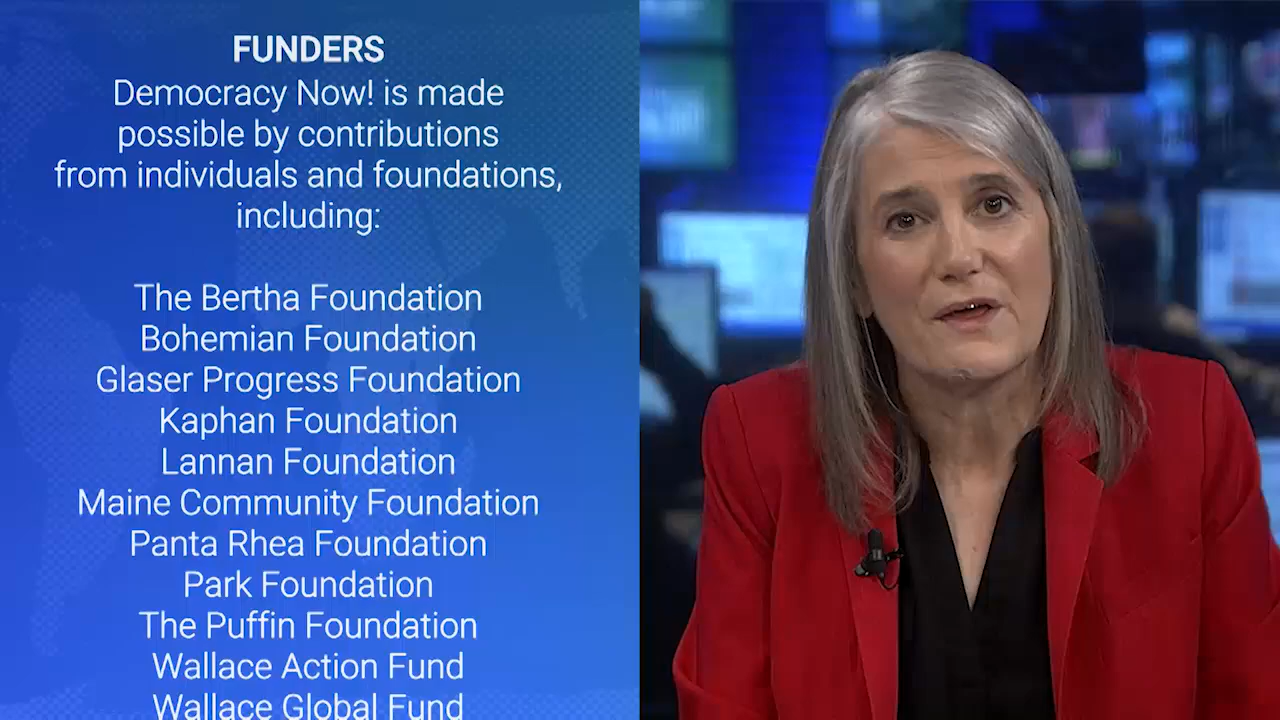 FUNDERS
Democracy Now! is made
possible by contributions
from individuals and foundations,
including:
The Bertha Foundation
Bohemian Foundation
Glaser Progress Foundation
Kaphan Foundation
Lannan Foundation
Maine Community Foundation
Panta Rhea Foundation
Park Foundation
The Puffin Foundation
Wallace Action Fund
Wallace Global Fund